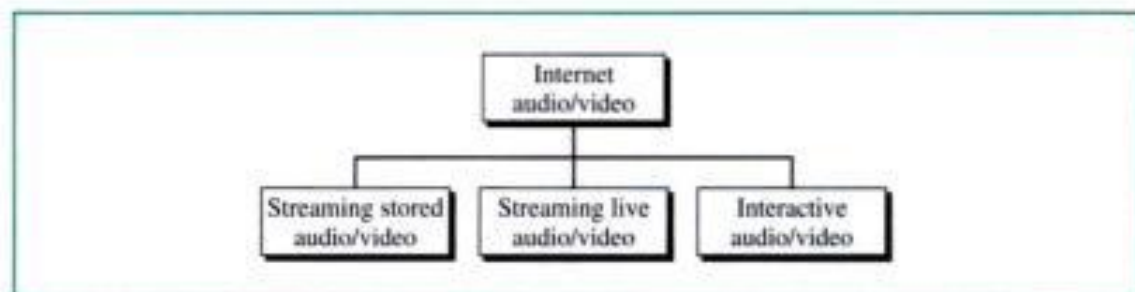 Internet
audio/video
Streaming stored
audio/video
Streaming live
audio/video
Interactive
audio/video